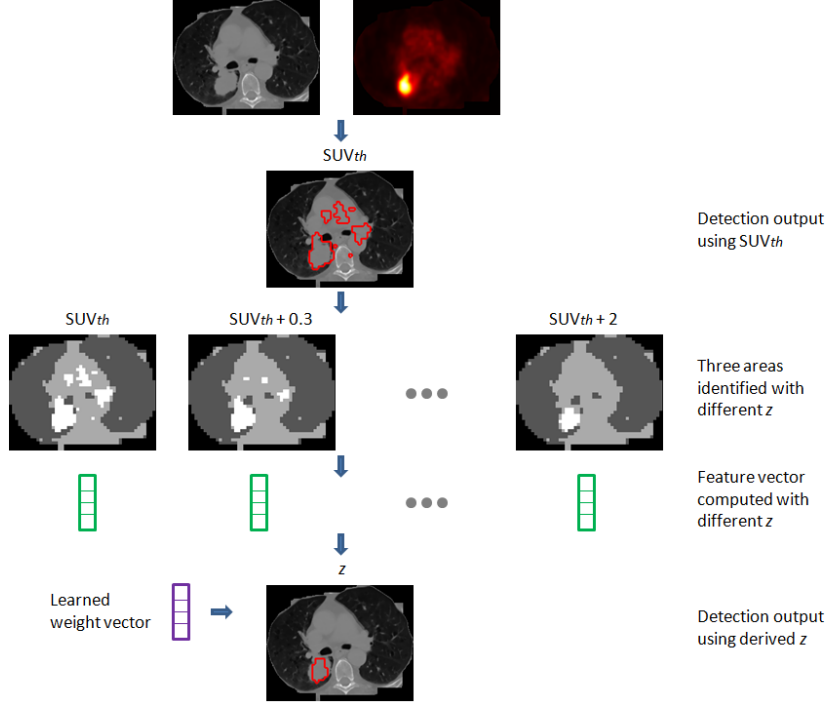 SUVth
Detection output
using SUVth
SUVth
SUVth + 0.3
SUVth + 2
Three areas
identified with
different z
Feature vector
computed with
different z
z
Learned
weight vector
Detection output
using derived z